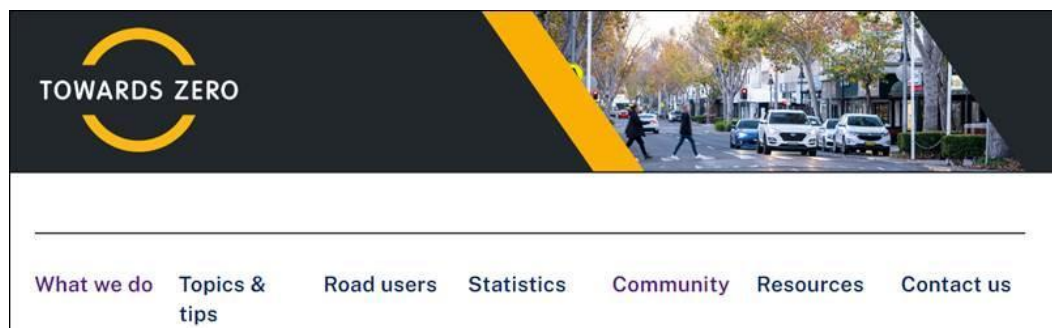 TOWARDS ZERO
What we do
Topics &
tips
Road users
Statistics
Community
Resources
Contact us